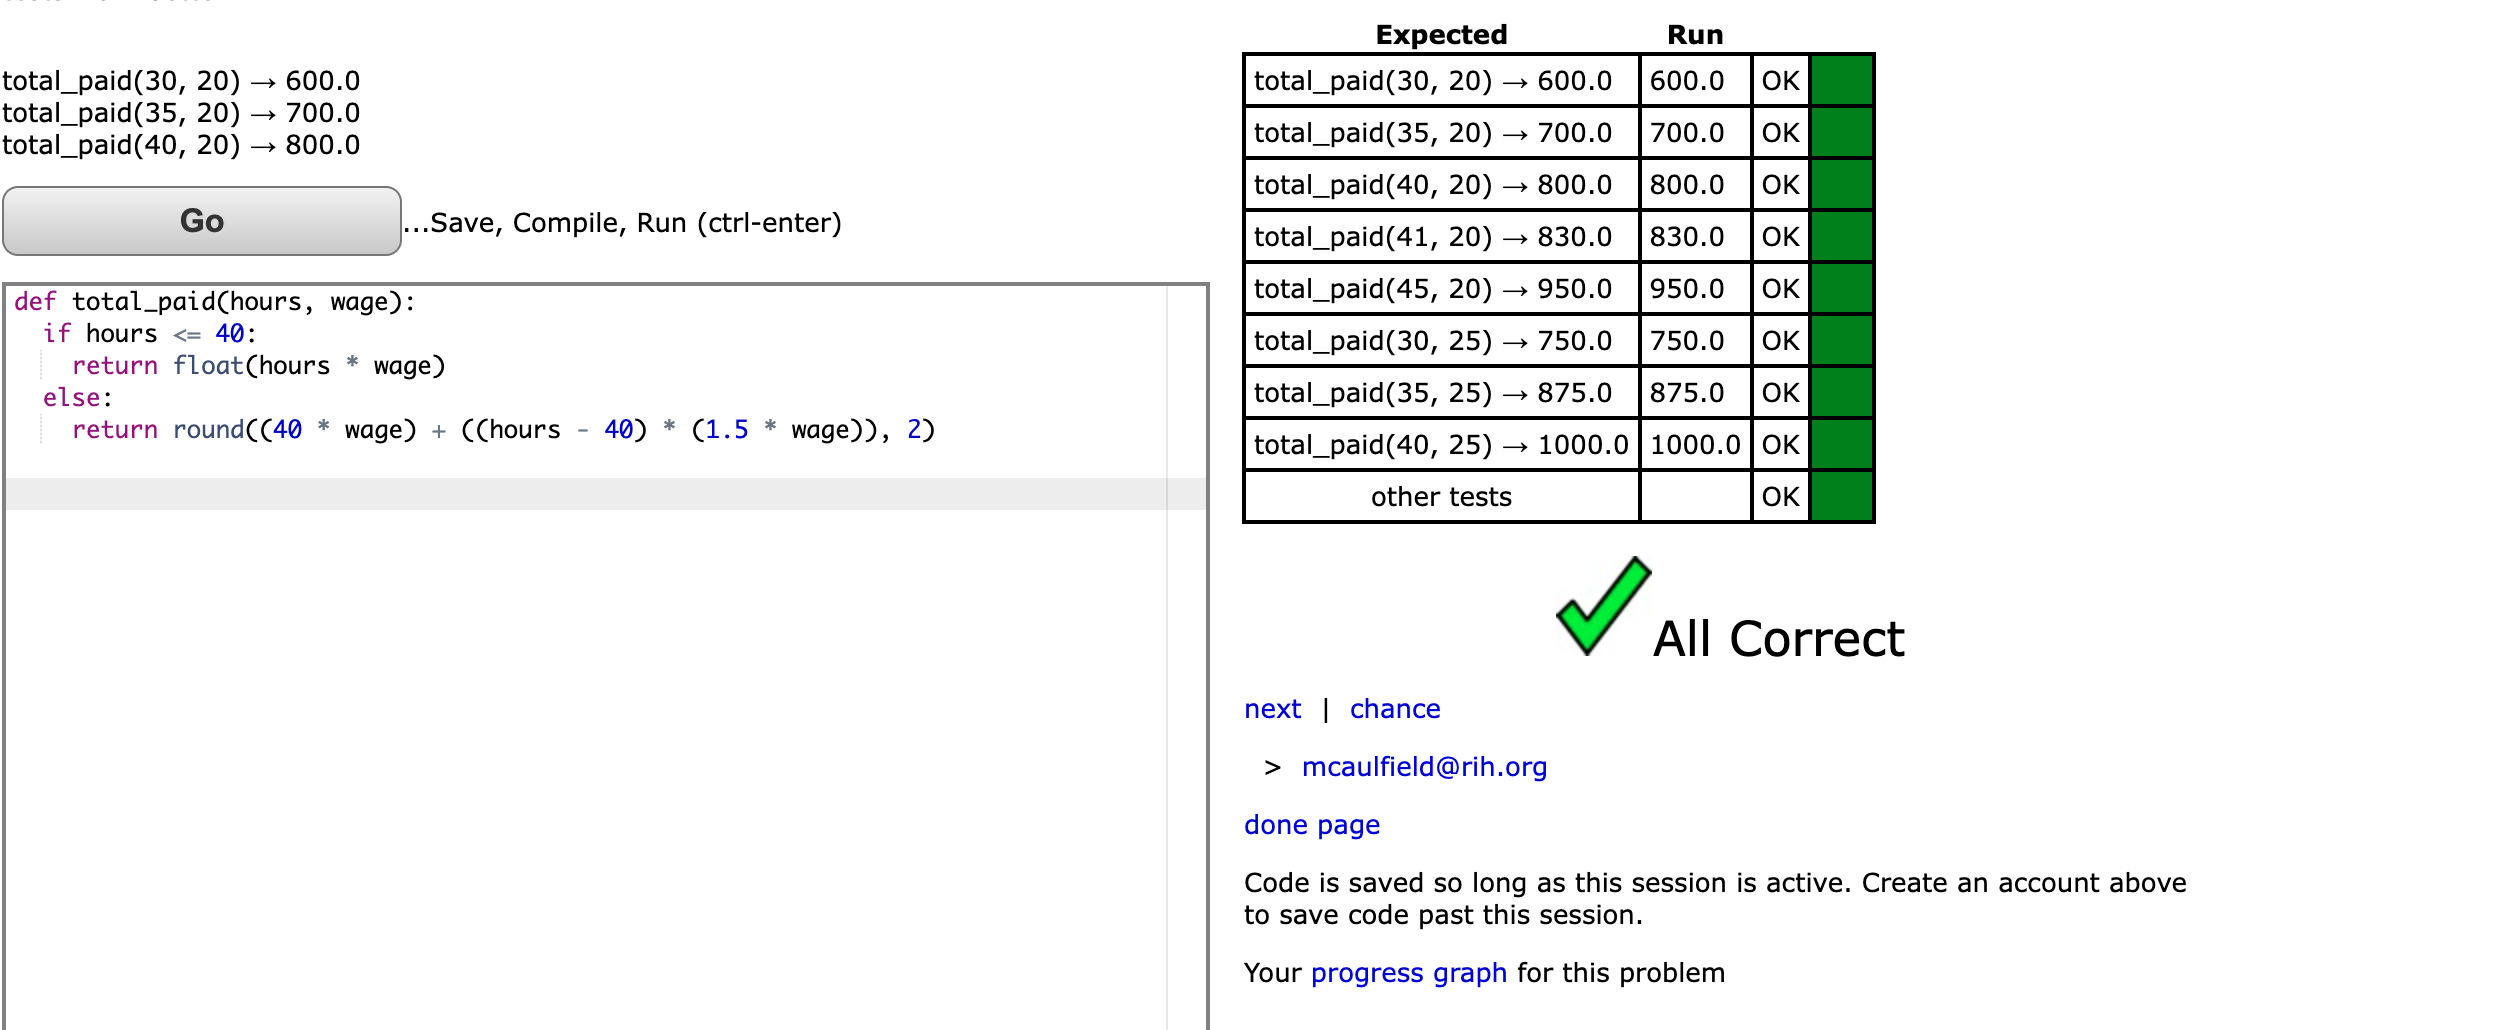 total_paid(30, 20) → 600.0
total_paid(35, 20) → 700.0
total_paid(40, 20) → 800.0
Go
...Save, Compile, Run (ctrl-enter)
def total_paid(hours, wage):
  if hours <= 40:
    return float(hours * wage)
  else:
    return round((40 * wage) + ((hours - 40) * (1.5 * wage)), 2)
Expected Run
total_paid(30, 20) → 600.0 600.0 OK
total_paid(35, 20) → 700.0 700.0 OK
total_paid(40, 20) → 800.0 800.0 OK
total_paid(41, 20) → 830.0 830.0 OK
total_paid(45, 20) → 950.0 950.0 OK
total_paid(30, 25) → 750.0 750.0 OK
total_paid(35, 25) → 875.0 875.0 OK
total_paid(40, 25) → 1000.0 1000.0 OK
other tests OK
All Correct
next | chance
> mcaulfield@rih.org
done page
Code is saved so long as this session is active. Create an account above
to save code past this session.
Your progress graph for this problem